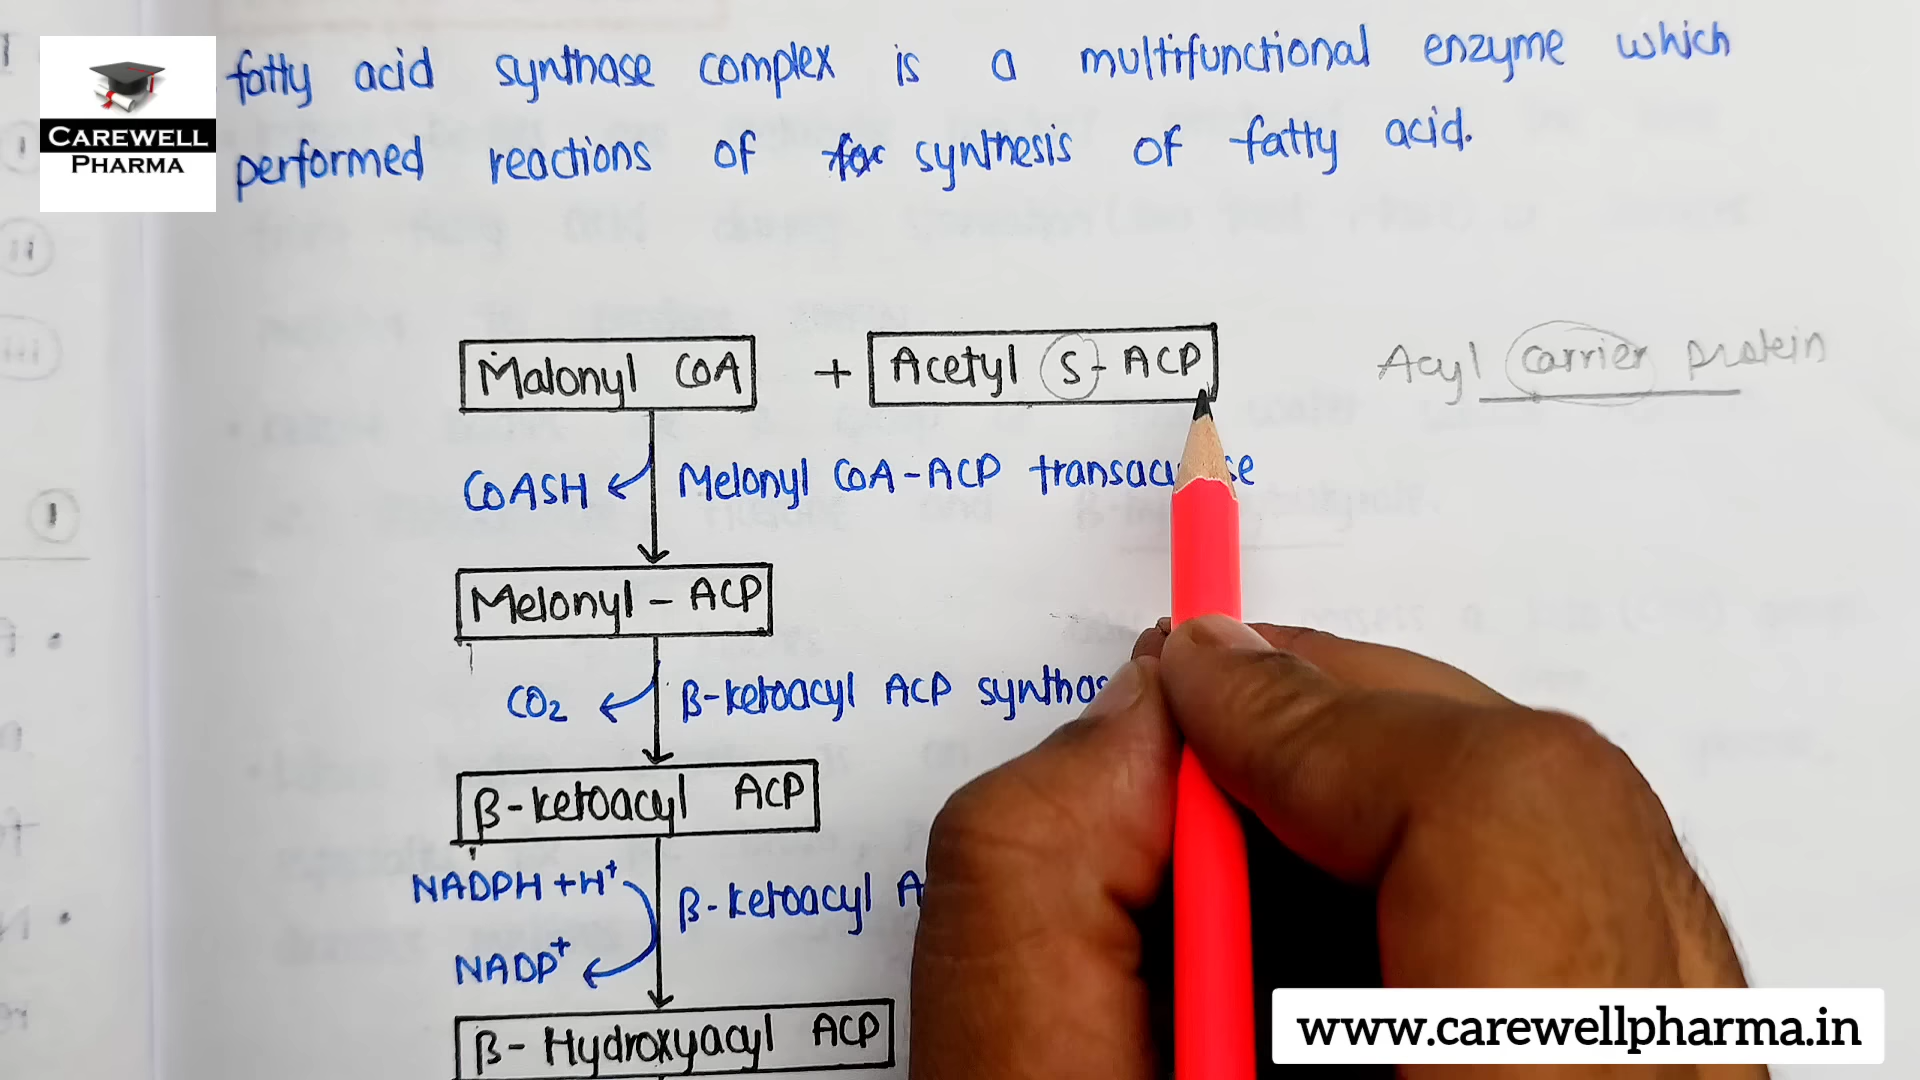 fatty acid synthase complex is a multifunctional enzyme which
CAREWELL
PHARMA
performed reactions of for synthesis of fatty acid.
Malonyl CoA + Acetyl S-ACP
Acyl carrier protein
CoASH Melonyl CoA-ACP
Melonyl-ACP
CO2 β-ketoacyl ACP
β-ketoacyl ACP
NADPH + H+
β-ketoacyl
NADP+
β-Hydroxyacyl ACP
www.carewellpharma.in